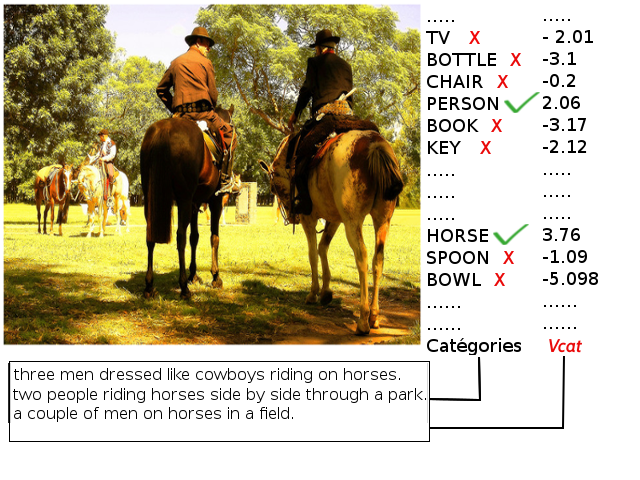 ..... .....
TV X - 2.01
BOTTLE X -3.1
CHAIR X -0.2
PERSON 2.06
BOOK X -3.17
KEY X -2.12
..... .....
..... .....
..... .....
HORSE 3.76
SPOON X -1.09
BOWL X -5.098
...... ......
...... ......
Catégories Vcat
three men dressed like cowboys riding on horses.
two people riding horses side by side through a park.
a couple of men on horses in a field.